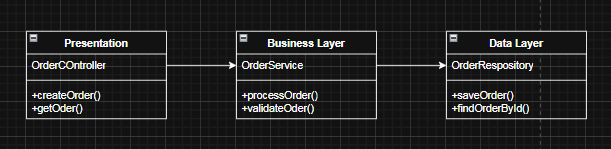 Presentation
OrderCOntroller
+createOrder()
+getOder()
Business Layer
OrderService
+processOrder()
+validateOder()
Data Layer
OrderRespository
+saveOrder()
+findOrderById()